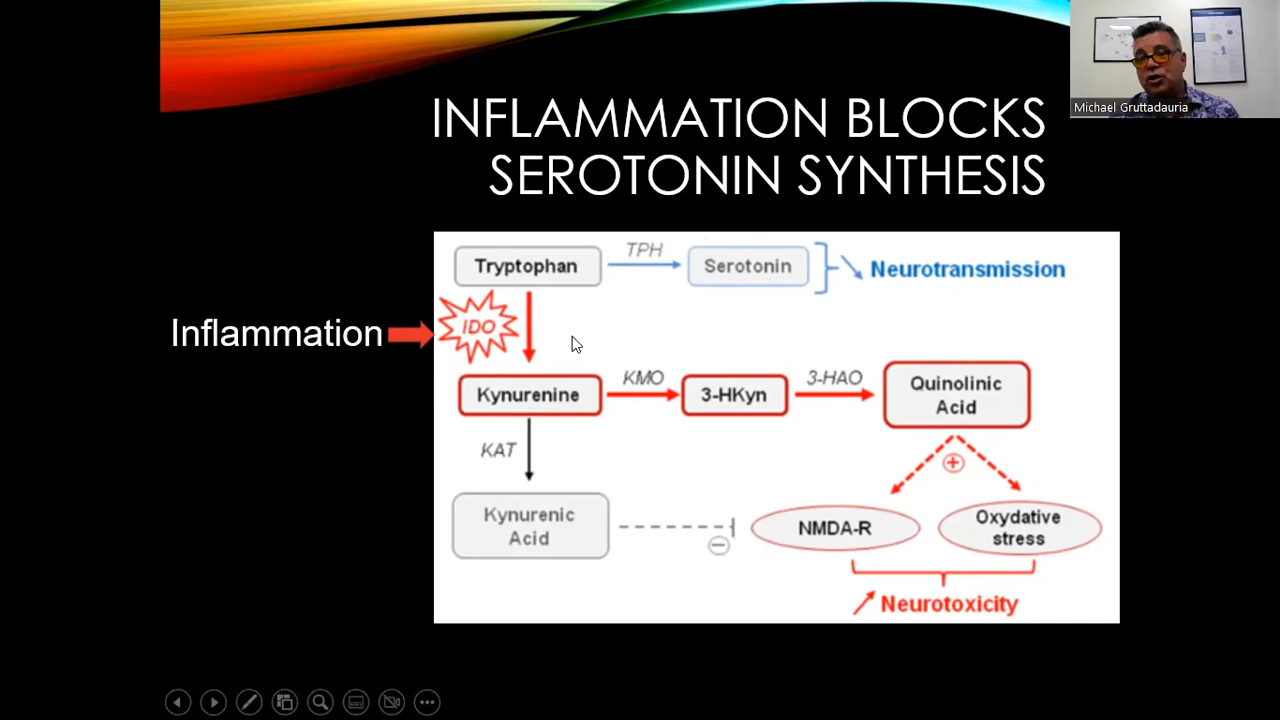 INFLAMMATION BLOCKS
SEROTONIN SYNTHESIS
Michael Gruttadauria
Inflammation
Tryptophan
TPH
Serotonin
Neurotransmission
IDO
Kynurenine
KMO
3-HKyn
3-HAO
Quinolinic
Acid
KAT
Kynurenic
Acid
NMDA-R
Oxydative
stress
Neurotoxicity